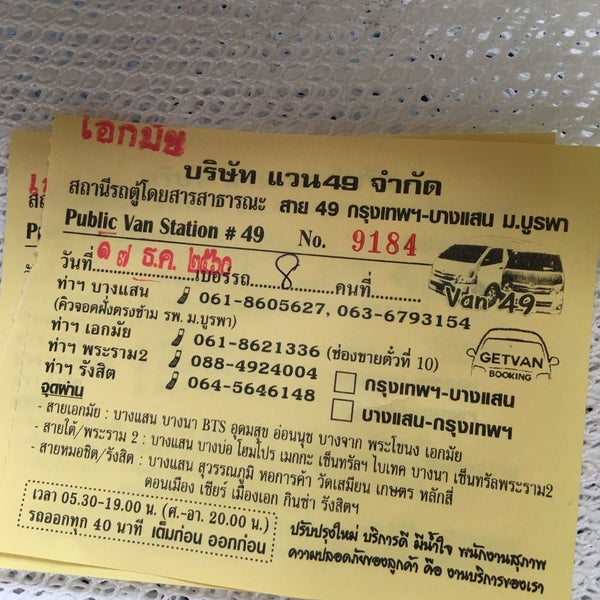 เอกมัย
บริษัท แวน49 จำกัด
สถานีรถตู้โดยสารสาธารณะ สาย 49 กรุงเทพฯ-บางแสน ม.บูรพา
Public Van Station # 49 No. 9184
วันที่ ๑๗ ธ.ค. ๒๕๖๐ เบอร์รถ 8 คนที่
ท่าฯ บางแสน 061-8605627, 063-6793154
(คิวจอดฝั่งตรงข้าม รพ. ม.บูรพา)
Van 49
ท่าฯ เอกมัย 061-8621336 (ช่องขายตั๋วที่ 10)
ท่าฯ พระราม2 088-4924004
ท่าฯ รังสิต 064-5646148
GETVAN
BOOKING
กรุงเทพฯ-บางแสน
บางแสน-กรุงเทพฯ
จุดผ่าน
- สายเอกมัย : บางแสน บางนา BTS อุดมสุข อ่อนนุช บางจาก พระโขนง เอกมัย
- สายใต้/พระราม 2 : บางแสน บางบ่อ โฮมโปร เมกกะ เซ็นทรัลฯ ไบเทค บางนา เซ็นทรัลพระราม2
- สายหมอชิต/รังสิต : บางแสน สุวรรณภูมิ หอการค้า วัดเสมียน เกษตร หลักสี่
ดอนเมือง เซียร์ เมืองเอก กินซ่า รังสิตฯ
เวลา 05.30-19.00 น. (ศ.-อา. 20.00 น.)
รถออกทุก 40 นาที เต็มก่อน ออกก่อน
ปรับปรุงใหม่ บริการดี มีน้ำใจ พนักงานสุภาพ
ความปลอดภัยของลูกค้า คือ งานบริการของเรา